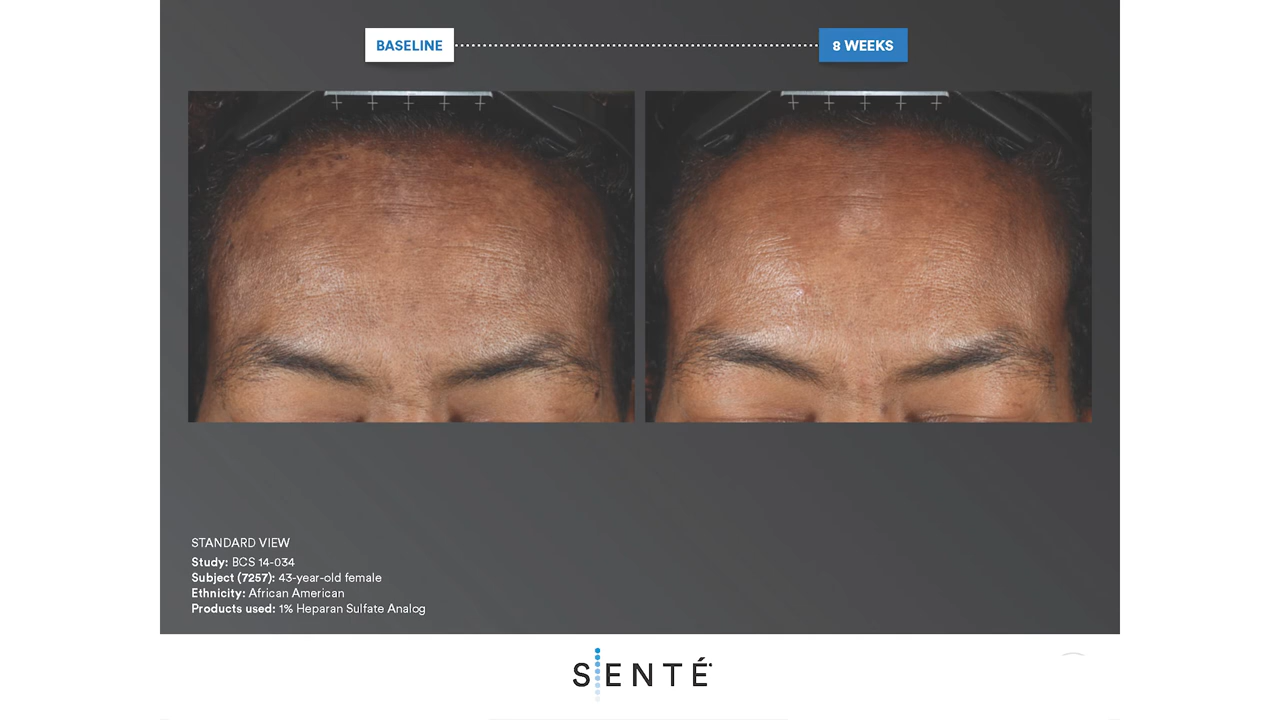 BASELINE
8 WEEKS
STANDARD VIEW
Study: BCS 14-034
Subject (7257): 43-year-old female
Ethnicity: African American
Products used: 1% Heparan Sulfate Analog
SENTÉ